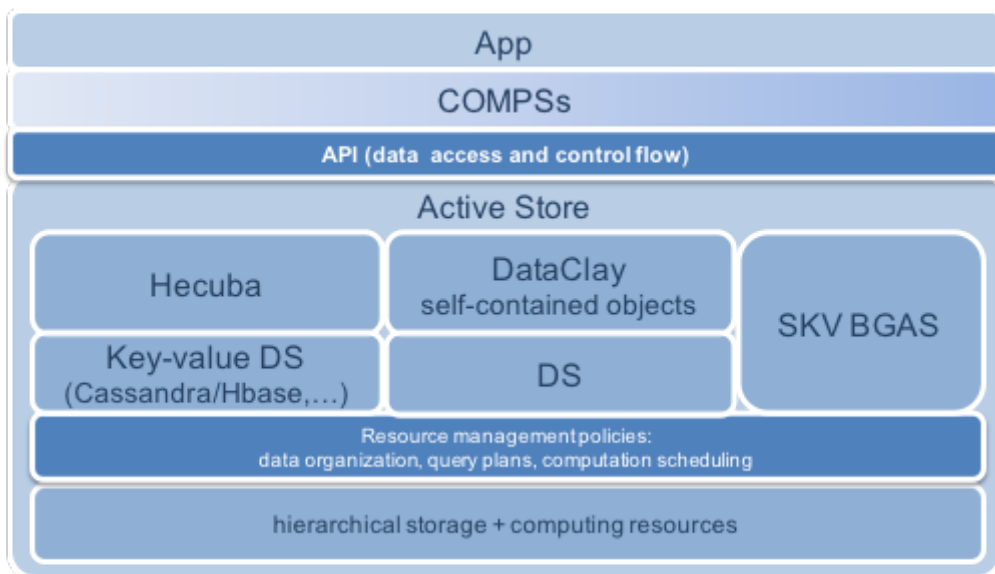 App
COMPSs
API (data access and control flow)
Active Store
Hecuba
DataClay
self-contained objects
SKV BGAS
Key-value DS
(Cassandra/Hbase,...)
DS
Resource management policies:
data organization, query plans, computation scheduling
hierarchical storage + computing resources